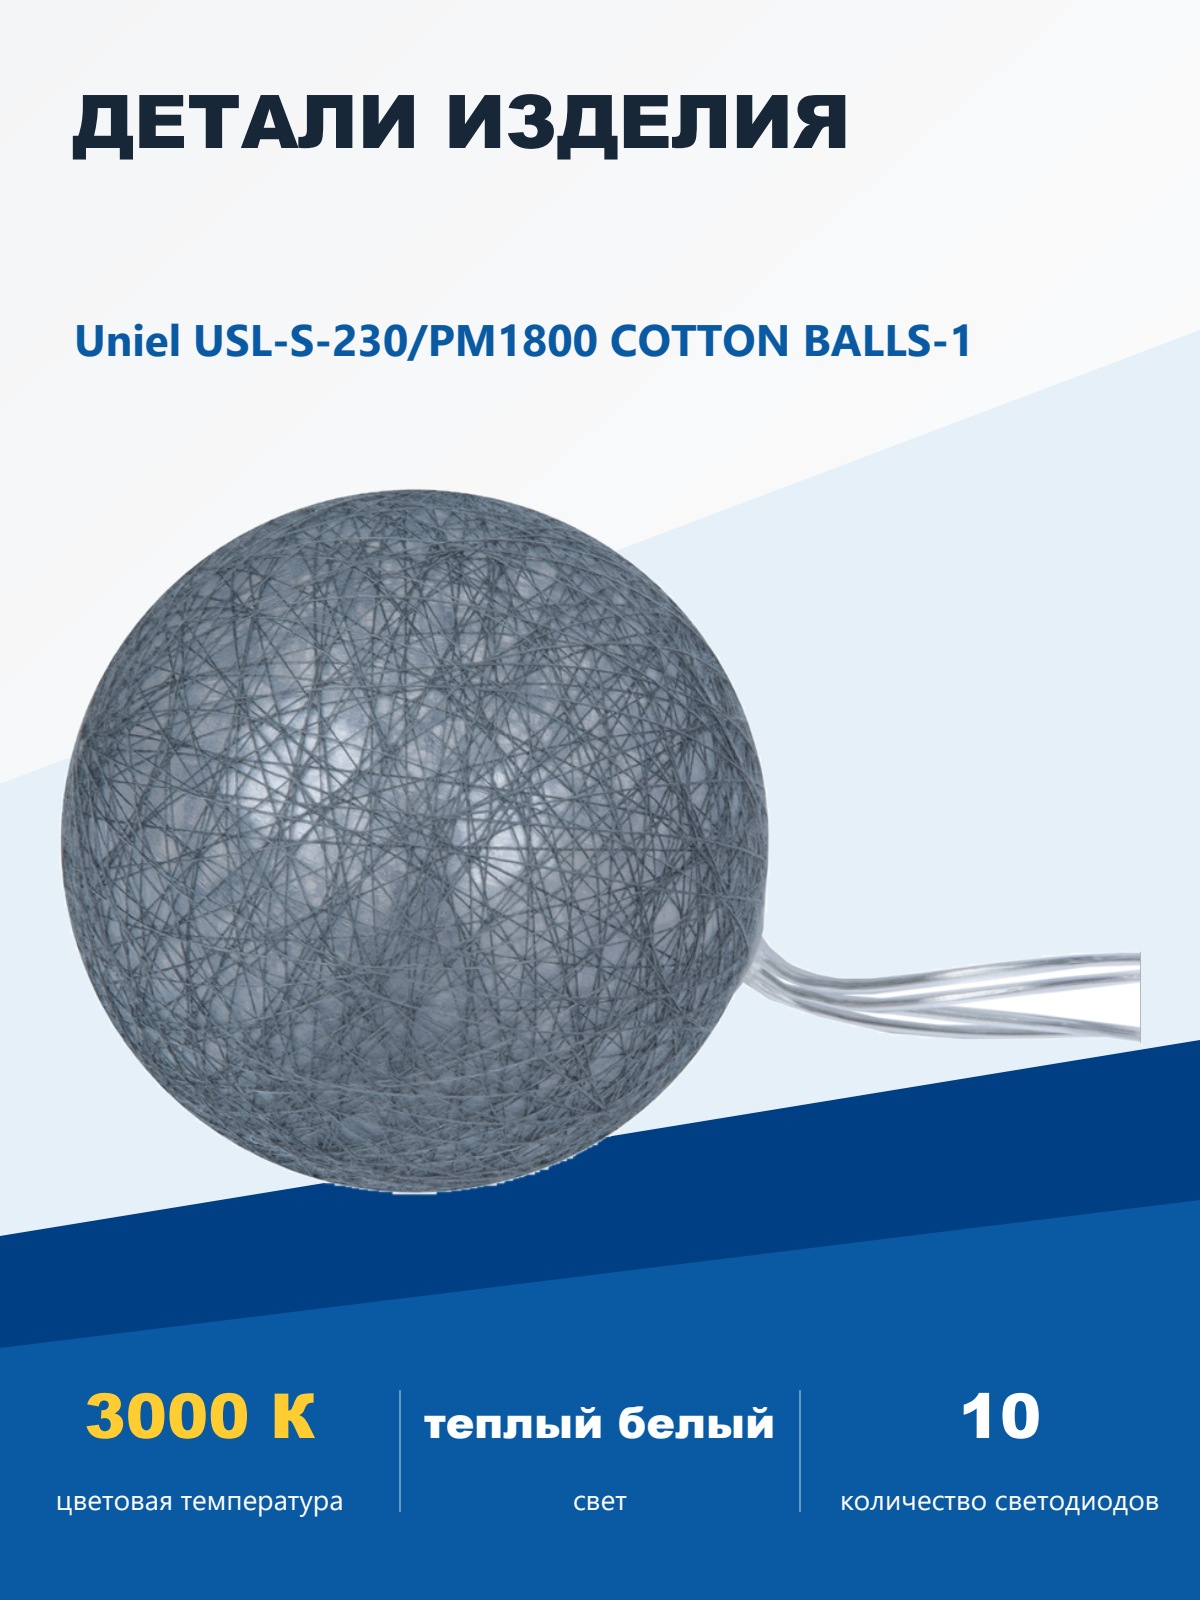 ДЕТАЛИ ИЗДЕЛИЯ
Uniel USL-S-230/PM1800 COTTON BALLS-1
3000 К
цветовая температура
теплый белый
свет
10
количество светодиодов